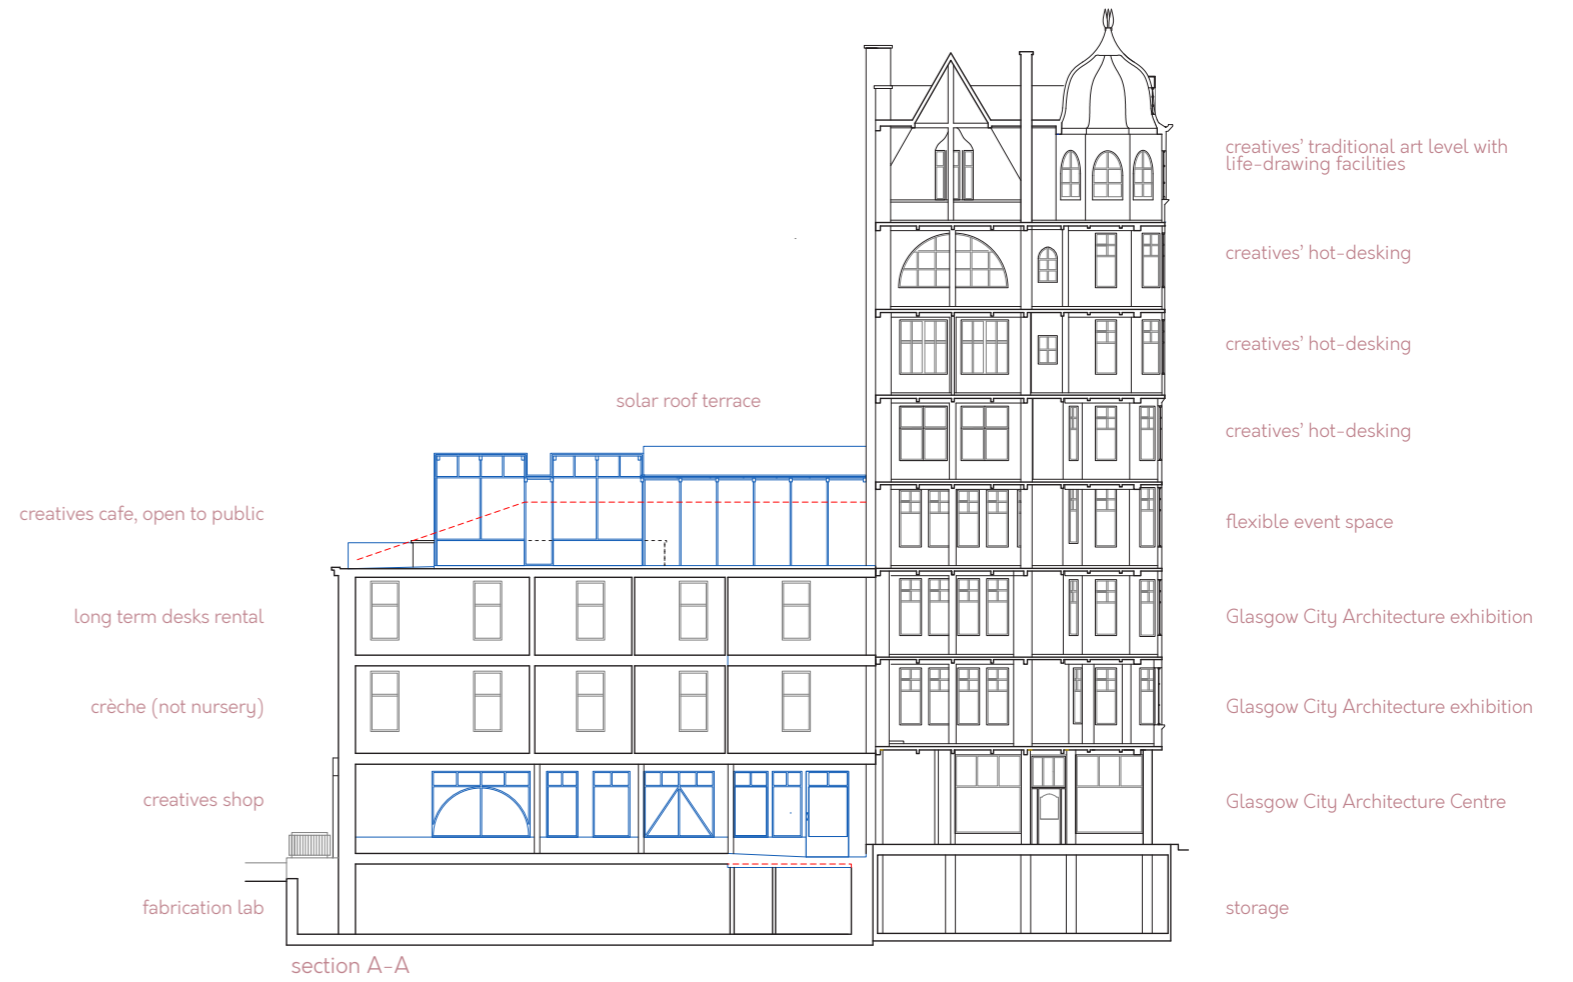 creatives’ traditional art level with
life-drawing facilities
creatives’ hot-desking
creatives’ hot-desking
solar roof terrace
creatives’ hot-desking
creatives cafe, open to public
flexible event space
long term desks rental
Glasgow City Architecture exhibition
crèche (not nursery)
Glasgow City Architecture exhibition
creatives shop
Glasgow City Architecture Centre
fabrication lab
storage
section A-A